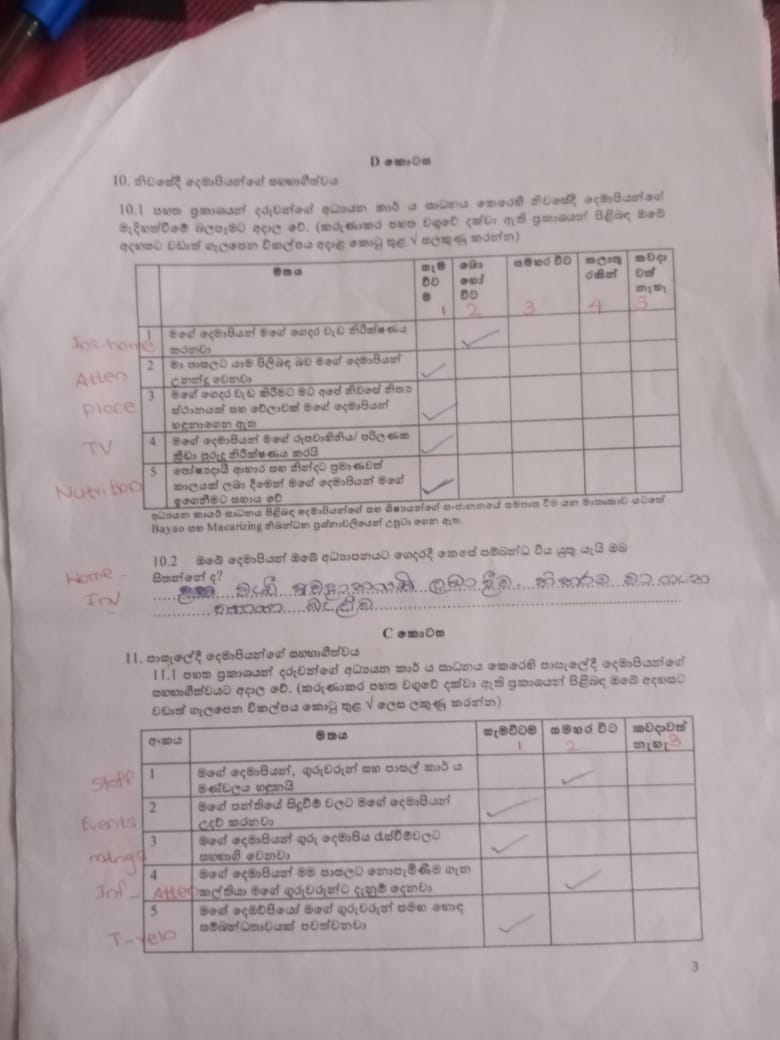 D කොටස
10. නිවසේදී දෙමාපියන්ගේ සහභාගීත්වය
10.1 පහත ප්‍රකාශයන් දරුවන්ගේ අධ්‍යයන කාර් ය සාධනය කෙරෙහි නිවසේදී දෙමාපියන්ගේ
මැදිහත්වීමේ බලපෑමට අදාල වේ. (කරුණාකර පහත වගුවේ දක්වා ඇති ප්‍රකාශයන් පිළිබඳ ඔබේ
අදහසට වඩාත් ගැලපෙන විකල්පය අදාළ කොටු තුළ √ සලකුණු කරන්න)
මතය
සෑම විට ම 1
බො හෝ විට 2
සමහර විට 3
කලාතු රකින් 4
කවදා වත් නැහැ 5
1 මගේ දෙමාපියන් මගේ ගෙදර වැඩ නිරීක්ෂණය
කරනවා
Atten 2 මා පාසලට යාම පිලිබඳ බව මගේ දෙමාපියන්
උනන්දු වෙනවා
place 3 මගේ ගෙදර වැඩ කිරීමට මට අපේ නිවසේ නිත්‍ය
ස්ථානයක් සහ වේලාවක් මගේ දෙමාපියන්
හඳුනාගෙන ඇත
TV 4 මගේ දෙමාපියන් මගේ රූපවාහිනිය/ පරිගණක
ක්‍රීඩා පුරුදු නිරීක්ෂණය කරයි
Nutrition 5 පෝෂ්‍යදායී ආහාර සහ නින්දට ප්‍රමාණවත්
කාලයක් ලබා දීමෙන් මගේ දෙමාපියන් මගේ
ඉගෙනීමට සහාය වේ
අධ්‍යයන කාර්ය සාධනය පිළිබඳ දෙමාපියන්ගේ සහ ශිෂ්‍යයන්ගේ සංජානනයේ සමපාත වීම යන මාතෘකාව යටතේ
Bayao සහ Macarizing නිබන්ධන ප්‍රශ්නාවලියෙන් උපුටා ගෙන ඇත.
Home - 10.2 ඔබේ දෙමාපියන් ඔබේ අධ්‍යාපනයට ගෙදරදී කෙසේ සම්බන්ධ විය යුතු යැයි ඔබ
සිතන්නේ ද?
ලබා දීම.
C කොටස
11. පාසැලේදී දෙමාපියන්ගේ සහභාගීත්වය
11.1 පහත ප්‍රකාශයන් දරුවන්ගේ අධ්‍යයන කාර් ය සාධනය කෙරෙහි පාසැලේදී දෙමාපියන්ගේ
සහභාගීත්වයට අදාල වේ. (කරුණාකර පහත වගුවේ දක්වා ඇති ප්‍රකාශයන් පිළිබඳ ඔබේ අදහසට
වඩාත් ගැලපෙන විකල්පය අදාළ කොටු තුළ √ ලෙස ලකුණු කරන්න)
අංකය
මතය
සෑමවිටම 1
සමහර විට 2
කවදාවත් නැහැ 3
Staff 1 මගේ දෙමාපියන්, ගුරුවරුන් සහ පාසල් කාර් ය
මණ්ඩලය හඳුනයි
Events 2 මගේ පන්තියේ සිදුවීම් වලට මගේ දෙමාපියන්
උදව් කරනවා
3 මගේ දෙමාපියන් ගුරු දෙමාපිය රැස්වීම්වලට
සහභාගී වෙනවා
Inf - Atten 4 මගේ දෙමාපියන් මම පාසලට නොපැමිණීම ගැන
කල්තියා මගේ ගුරුවරුන්ට දැනුම් දෙනවා
5 මගේ දෙමව්පියෝ මගේ ගුරුවරුන් සමඟ හොඳ
සම්බන්ධතාවයක් පවත්වනවා
3